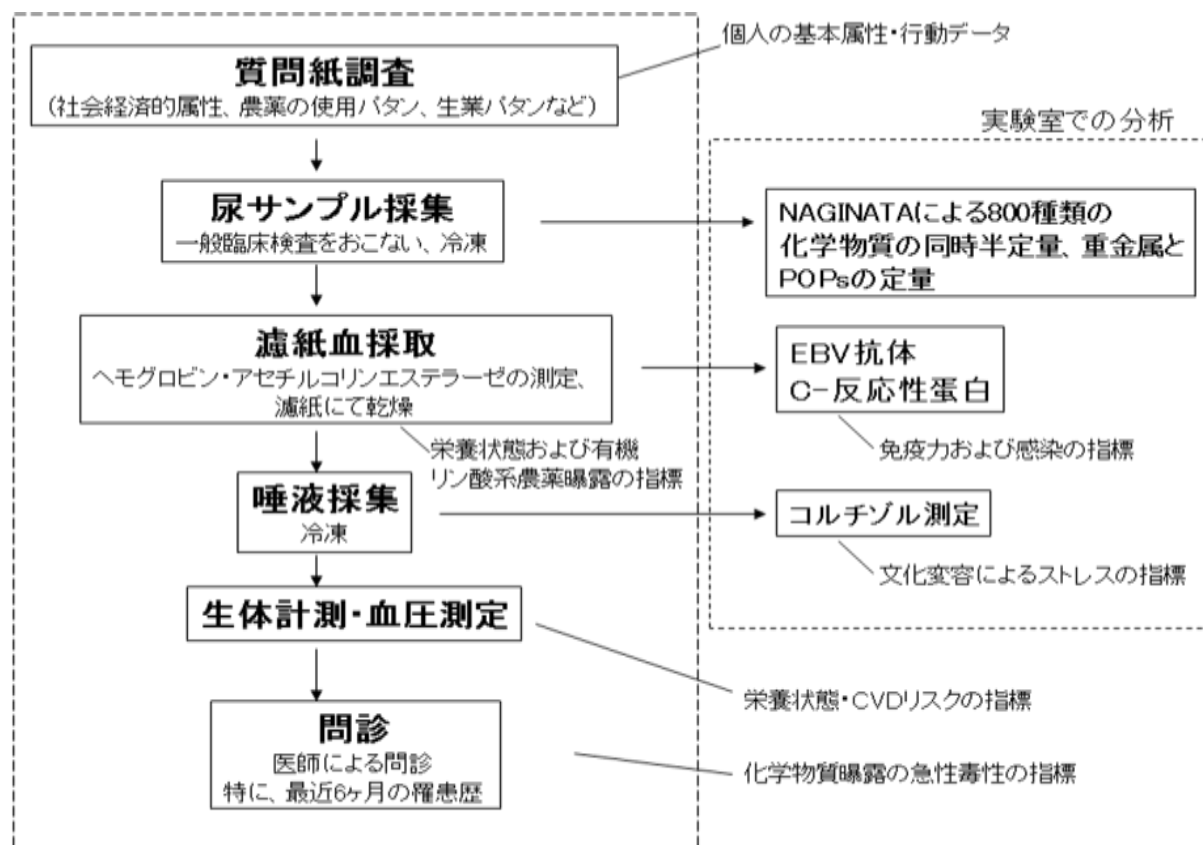 個人の基本属性・行動データ
質問紙調査
（社会経済的属性、農薬の使用パタン、生業パタンなど）
実験室での分析
尿サンプル採集
一般臨床検査をおこない、冷凍
NAGINATAによる800種類の
化学物質の同時半定量、重金属と
POPsの定量
濾紙血採取
ヘモグロビン・アセチルコリンエステラーゼの測定、
濾紙にて乾燥
EBV抗体
C-反応性蛋白
栄養状態および有機
リン酸系農薬曝露の指標
免疫力および感染の指標
唾液採集
冷凍
コルチゾル測定
文化変容によるストレスの指標
生体計測・血圧測定
栄養状態・CVDリスクの指標
問診
医師による問診
特に、最近6ヶ月の罹患歴
化学物質曝露の急性毒性の指標